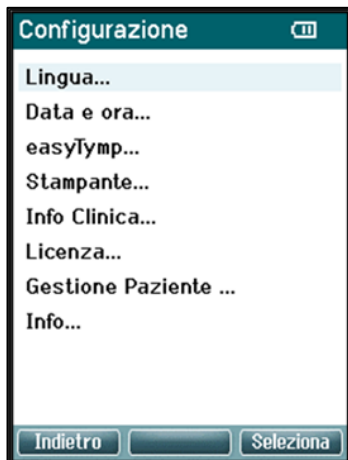 Configurazione
Lingua...
Data e ora...
easyTymp...
Stampante...
Info Clinica...
Licenza...
Gestione Paziente ...
Info...
Indietro Seleziona